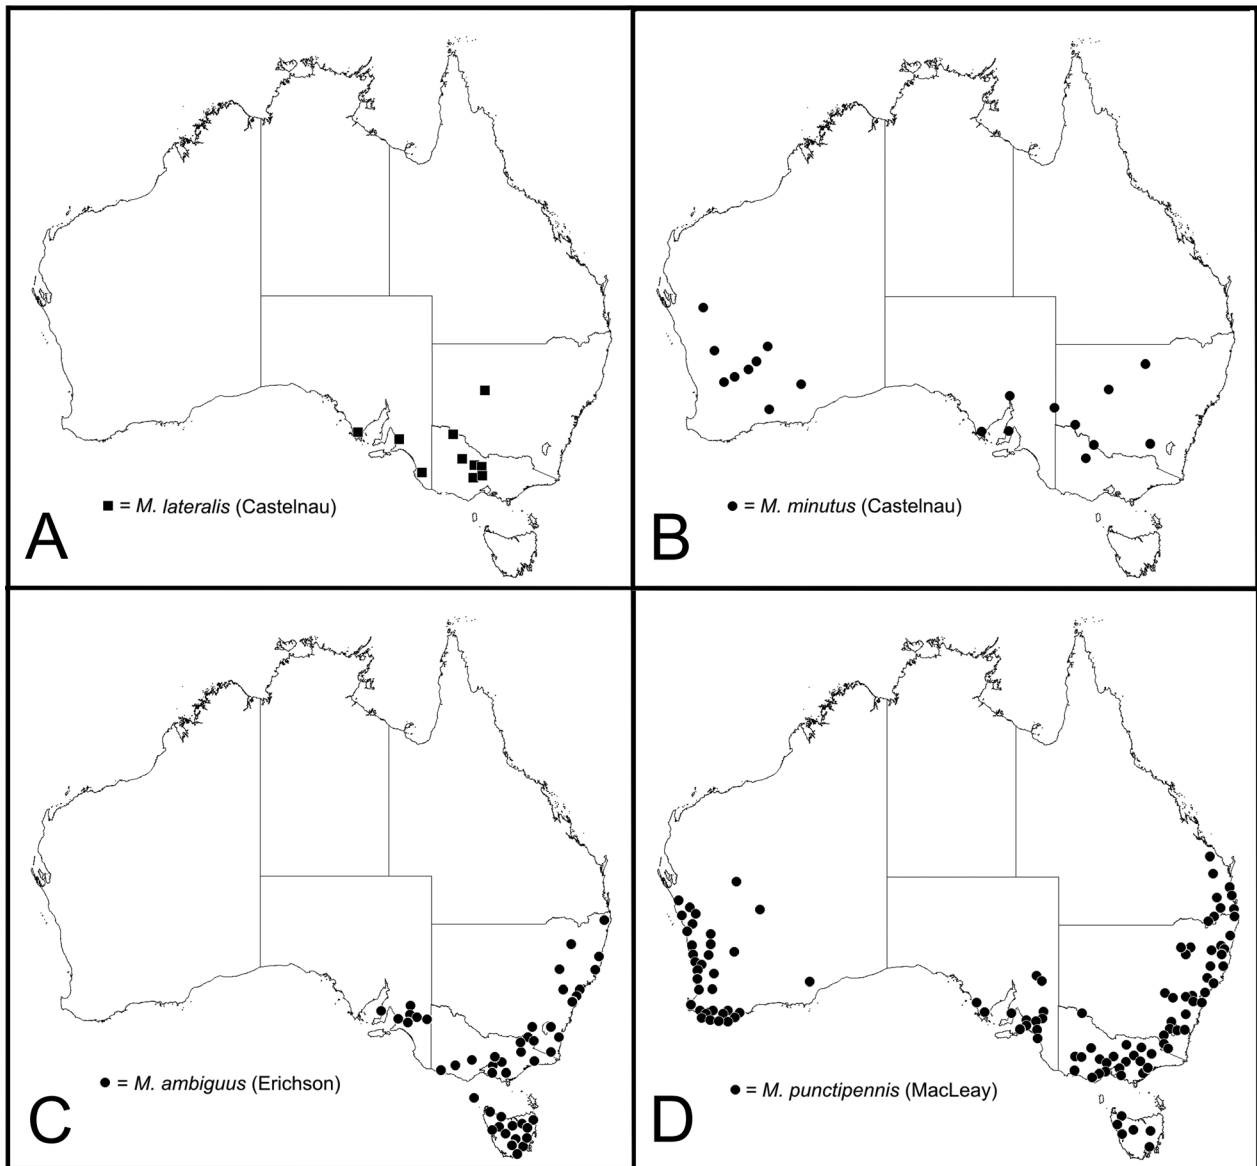 ■ = M. lateralis (Castelnau)
A
● = M. minutus (Castelnau)
B
● = M. ambiguus (Erichson)
C
● = M. punctipennis (MacLeay)
D